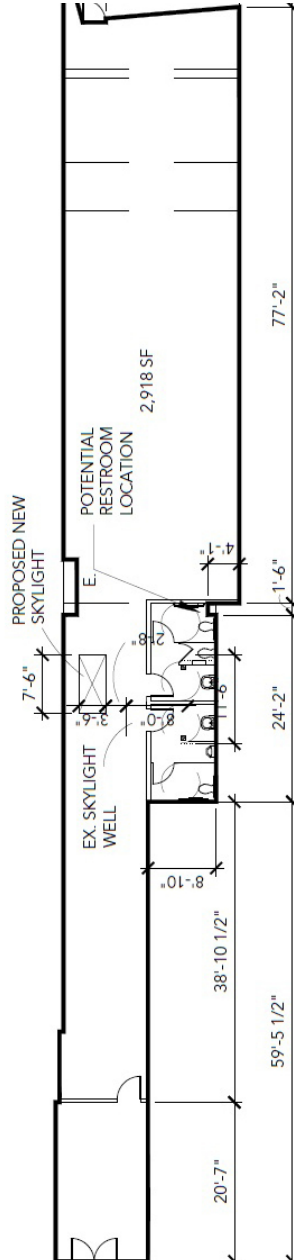 PROPOSED NEW
SKYLIGHT
7'-6"
E.
POTENTIAL
RESTROOM
LOCATION
2,918 SF
EX. SKYLIGHT
WELL
3'-6"
2'-8"
8'-0"
4'-1"
8'-10"
20'-7"
38'-10 1/2"
59'-5 1/2"
24'-2"
1'-6"
77'-2"